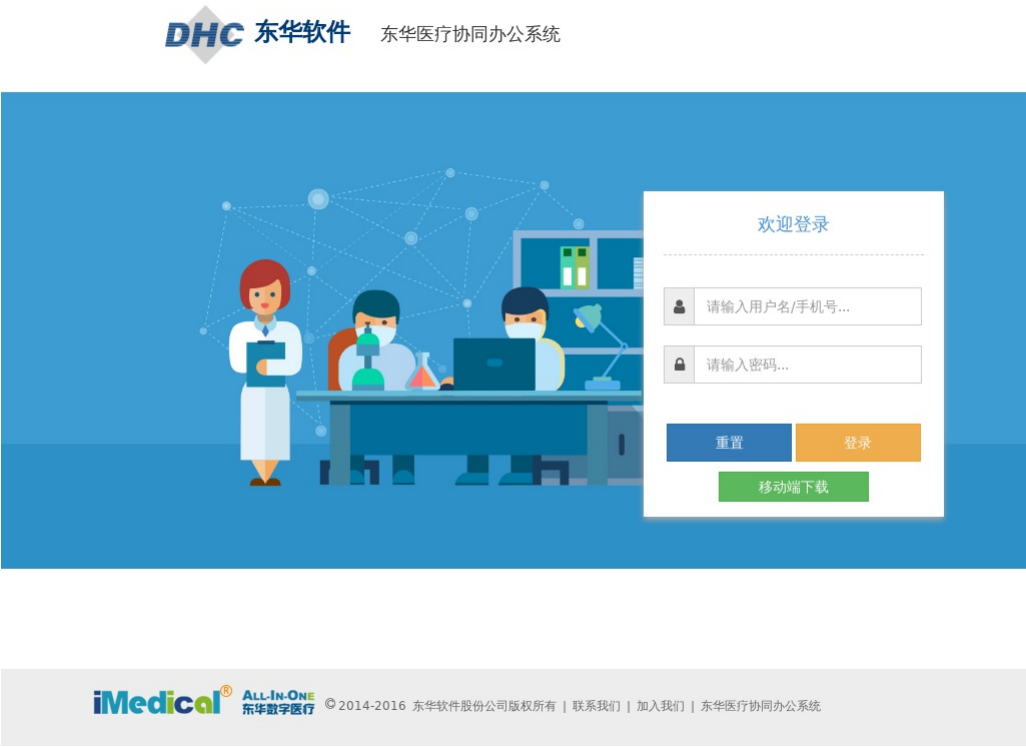 DHC 东华软件 东华医疗协同办公系统
欢迎登录
请输入用户名/手机号...
请输入密码...
重置 登录
移动端下载
iMedical® ALL-IN-ONE
东华数字医疗 ©2014-2016 东华软件股份公司版权所有 | 联系我们 | 加入我们 | 东华医疗协同办公系统